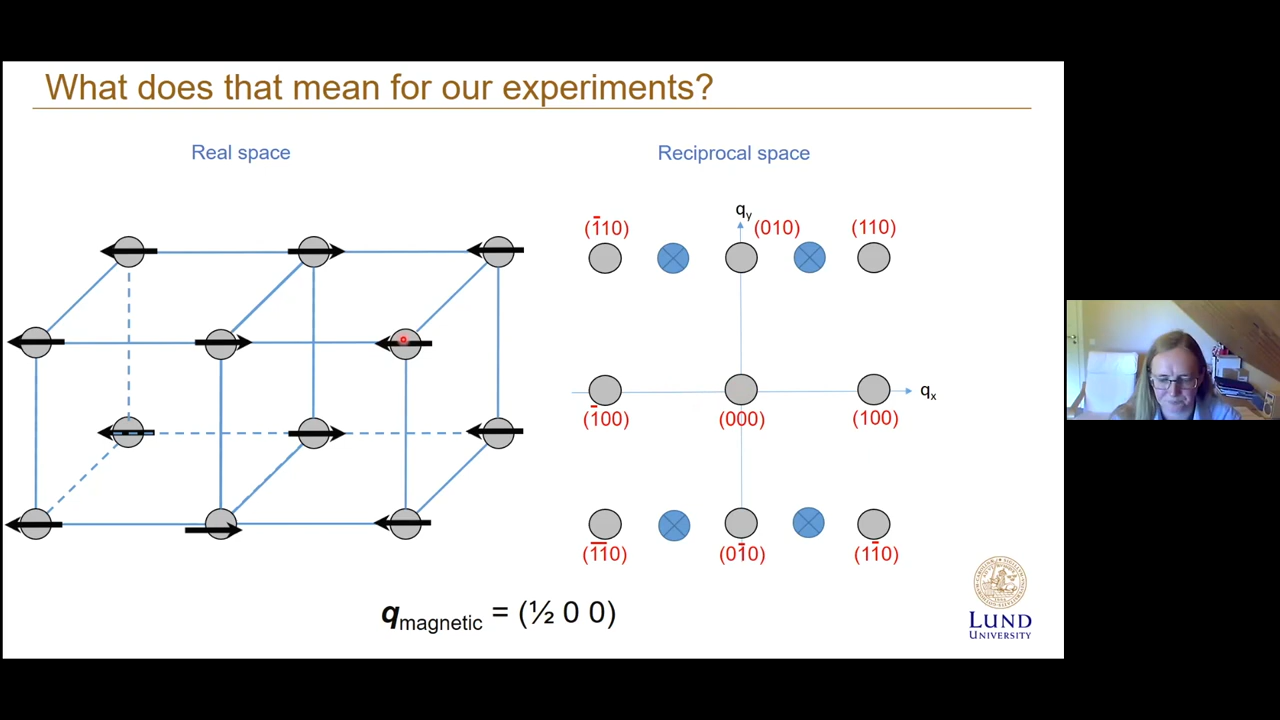 What does that mean for our experiments?
Real space
Reciprocal space
q_y
(1̅10)
(010)
(110)
q_x
(1̅00)
(000)
(100)
(1̅1̅0)
(01̅0)
(11̅0)
q_magnetic = (½ 0 0)
LUND
UNIVERSITY